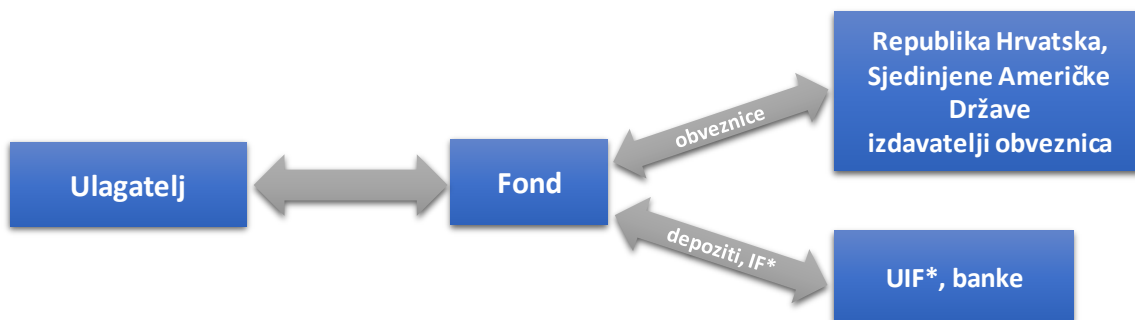 Republika Hrvatska,
Sjedinjene Američke
Države
izdavatelji obveznica
obveznice
Ulagatelj
Fond
depoziti, IF*
UIF*, banke